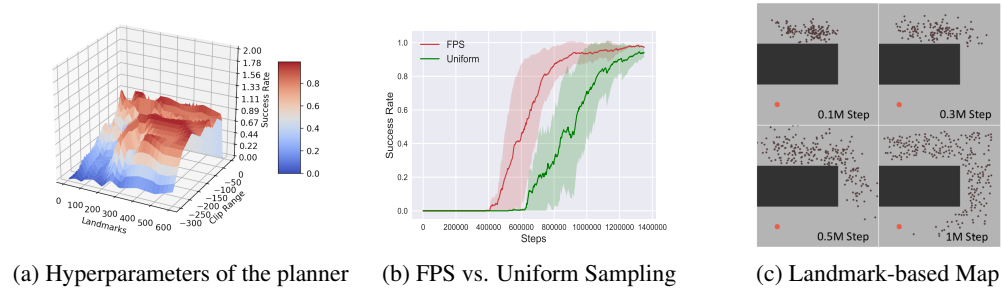 2.00
1.78
1.56
1.33
1.11
0.89
0.67
0.44
0.22
0.00
Success Rate
0
−50
−100
−150
−200
−250
−300
Clip Range
0 100 200 300 400 500 600
Landmarks
0.8
0.6
0.4
0.2
0.0
(a) Hyperparameters of the planner
FPS
Uniform
1.0
0.8
0.6
0.4
0.2
0.0
Success Rate
0 200000 400000 600000 800000 1000000 1200000 1400000
Steps
(b) FPS vs. Uniform Sampling
0.1M Step
0.3M Step
0.5M Step
1M Step
(c) Landmark-based Map